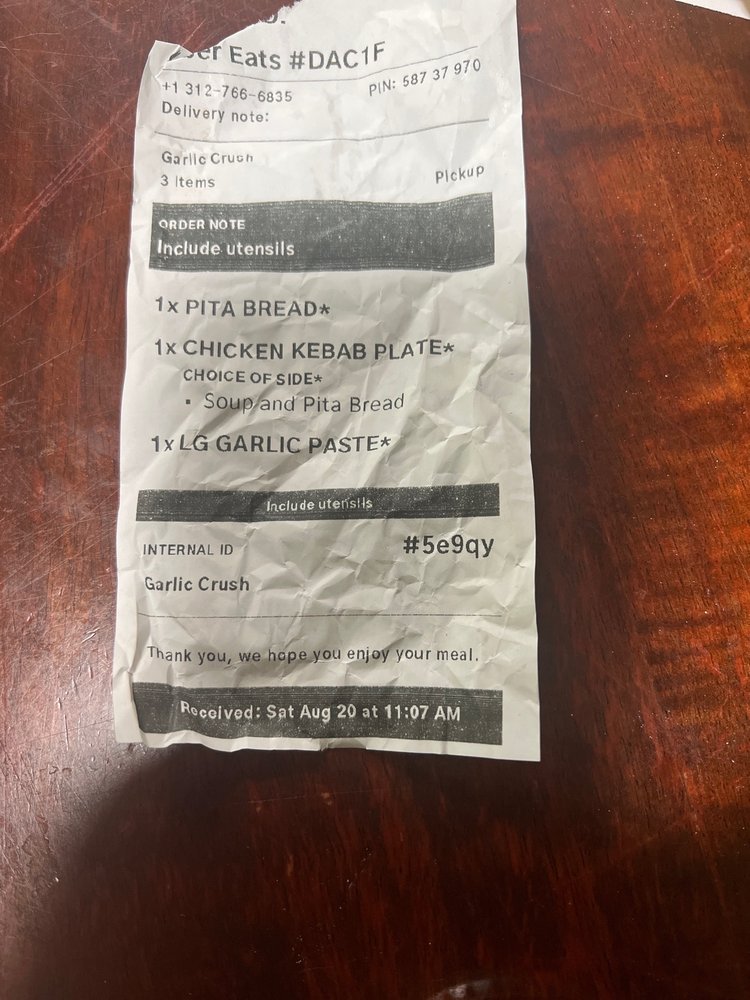 Eats #DAC1F
+1 312-766-6835 PIN: 587 37 970
Delivery note:
Garlic Crush
3 Items Pickup
ORDER NOTE
Include utensils
1x PITA BREAD*
1x CHICKEN KEBAB PLATE*
CHOICE OF SIDE*
▪ Soup and Pita Bread
1x LG GARLIC PASTE*
Include utensils
INTERNAL ID #5e9qy
Garlic Crush
Thank you, we hope you enjoy your meal.
Received: Sat Aug 20 at 11:07 AM